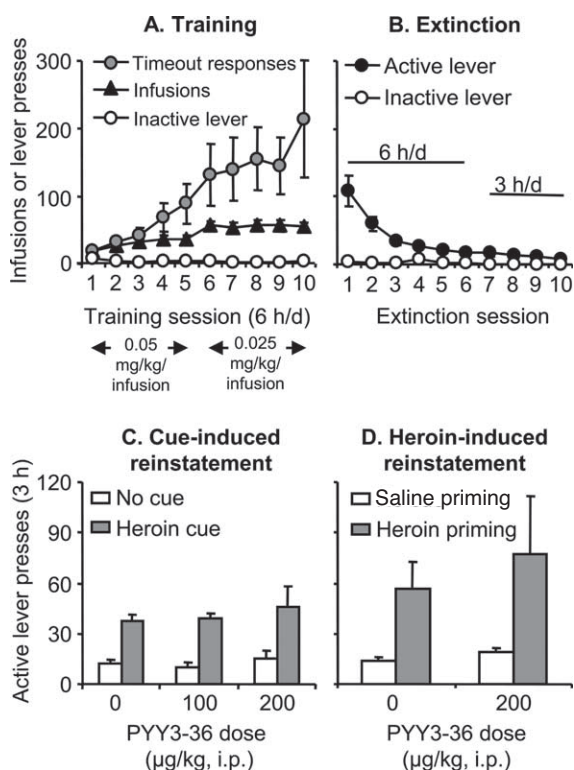 A. Training
B. Extinction
Infusions or lever presses
300
200
100
0
Timeout responses
Infusions
Inactive lever
Active lever
Inactive lever
6 h/d
3 h/d
1 2 3 4 5 6 7 8 9 10
1 2 3 4 5 6 7 8 9 10
Training session (6 h/d)
Extinction session
0.05
mg/kg/
infusion
0.025
mg/kg/
infusion
C. Cue-induced
reinstatement
D. Heroin-induced
reinstatement
Active lever presses (3 h)
120
90
60
30
0
No cue
Heroin cue
Saline priming
Heroin priming
0 100 200
0 200
PYY3-36 dose
(µg/kg, i.p.)
PYY3-36 dose
(µg/kg, i.p.)